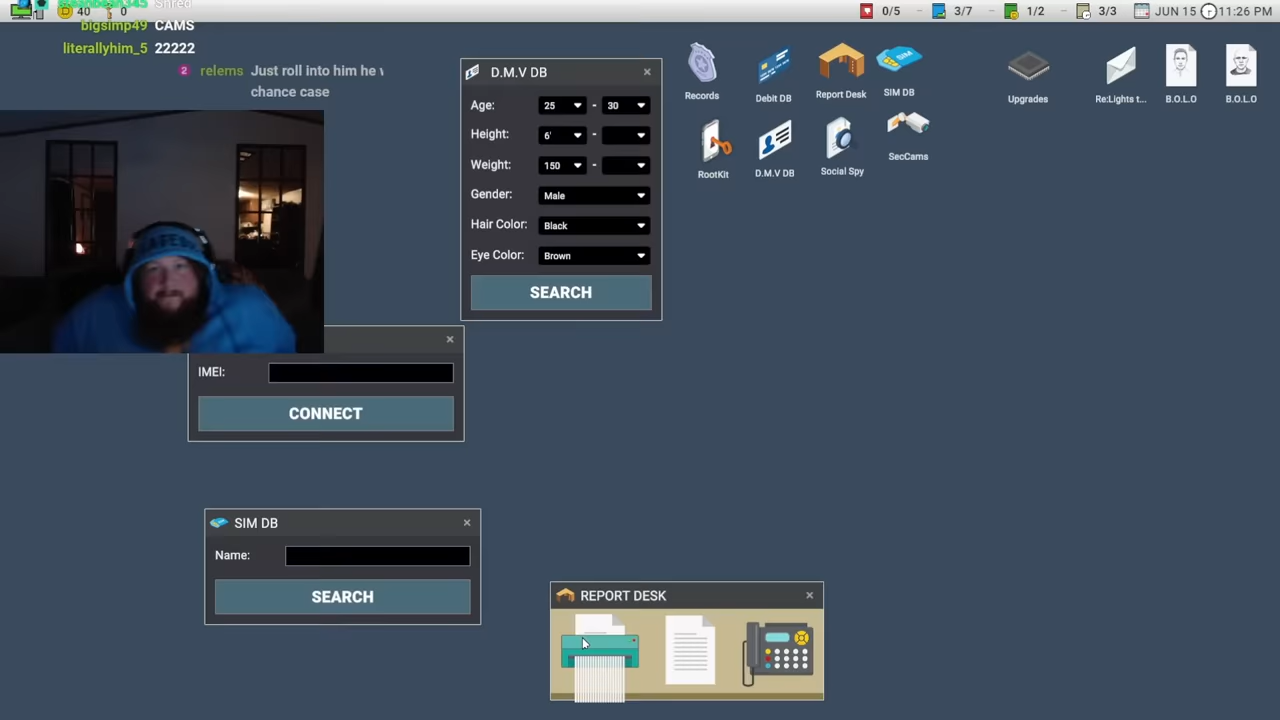 40
0
0/5
3/7
1/2
3/3
JUN 15
11:26 PM
Shred
bigsimp49 CAMS
literallyhim_5 22222
2 relems Just roll into him he
chance case
D.M.V DB
Age: 25 - 30
Height: 6' -
Weight: 150 -
Gender: Male
Hair Color: Black
Eye Color: Brown
SEARCH
Records
Debit DB
Report Desk
SIM DB
Upgrades
Re:Lights t...
B.O.L.O
B.O.L.O
RootKit
D.M.V DB
Social Spy
SecCams
IMEI:
CONNECT
SIM DB
Name:
SEARCH
REPORT DESK